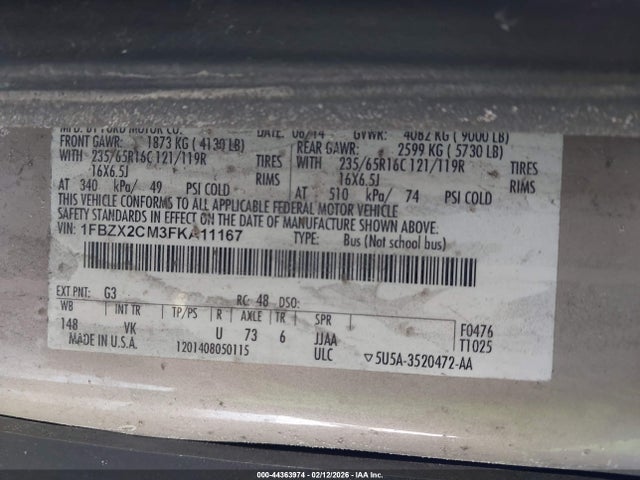 MFD. BY FORD MOTOR CO. DATE: 08/14 GVWR: 4082 KG ( 9000 LB)
FRONT GAWR: 1873 KG ( 4130 LB) REAR GAWR: 2599 KG ( 5730 LB)
WITH 235/65R16C 121/119R TIRES WITH 235/65R16C 121/119R TIRES
16X6.5J RIMS 16X6.5J RIMS
AT 340 kPa/ 49 PSI COLD AT 510 kPa/ 74 PSI COLD
THIS VEHICLE CONFORMS TO ALL APPLICABLE FEDERAL MOTOR VEHICLE
SAFETY STANDARDS IN EFFECT ON THE DATE OF MANUFACTURE SHOWN ABOVE.
VIN: 1FBZX2CM3FKA11167 TYPE: Bus (Not school bus)
EXT PNT: G3 RC: 48 DSO:
WB INT TR TP/PS R AXLE TR SPR F0476
148 VK U 73 6 JJAA T1025
MADE IN U.S.A. 1201408050115 ULC ▽5U5A-3520472-AA
000-44363974 - 02/12/2026 - IAA Inc.